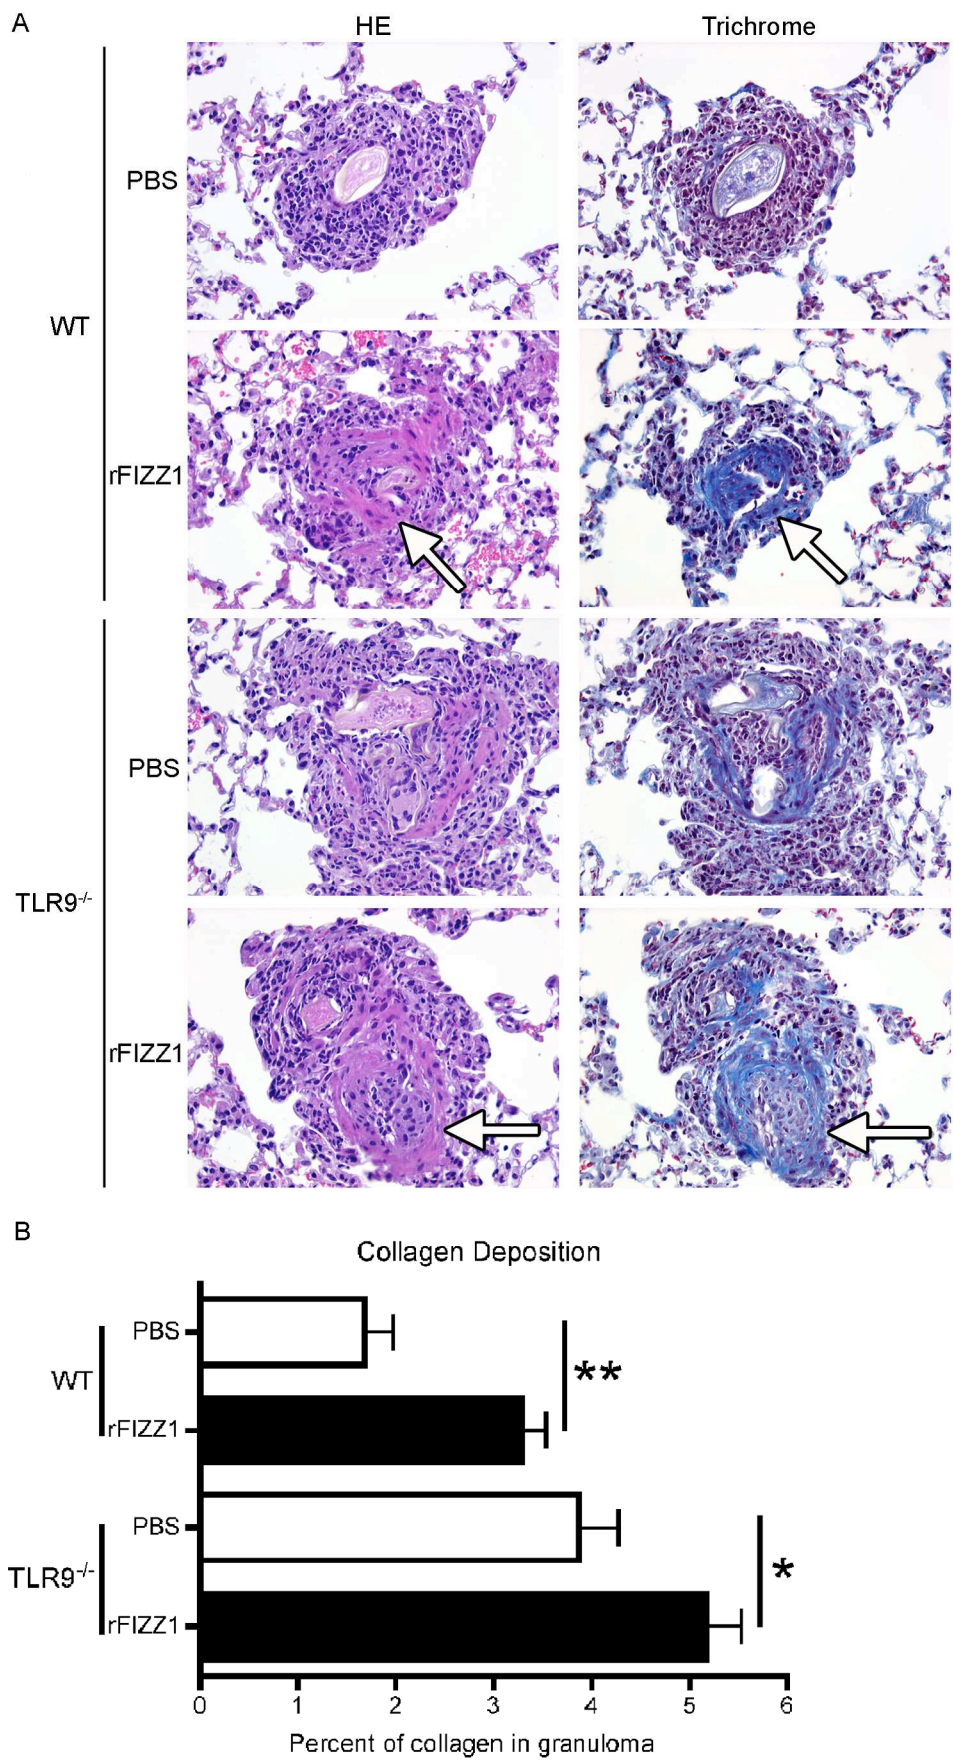 A
HE
Trichrome
WT
PBS
rFIZZ1
TLR9-/-
PBS
rFIZZ1
B
Collagen Deposition
WT
PBS
rFIZZ1
**
TLR9-/-
PBS
rFIZZ1
*
0 1 2 3 4 5 6
Percent of collagen in granuloma